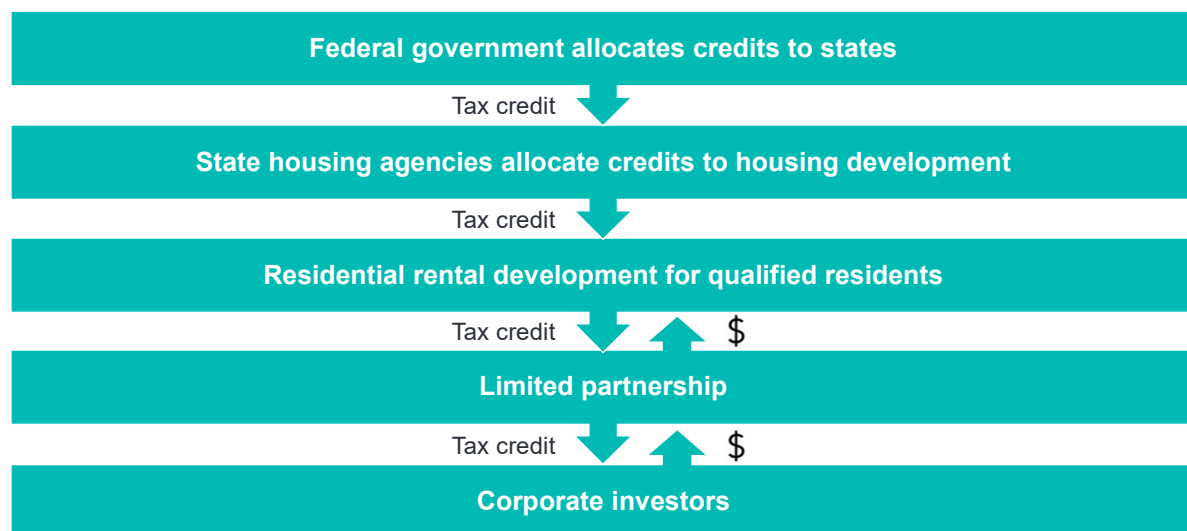 Federal government allocates credits to states
Tax credit
State housing agencies allocate credits to housing development
Tax credit
Residential rental development for qualified residents
Tax credit $
Limited partnership
Tax credit $
Corporate investors